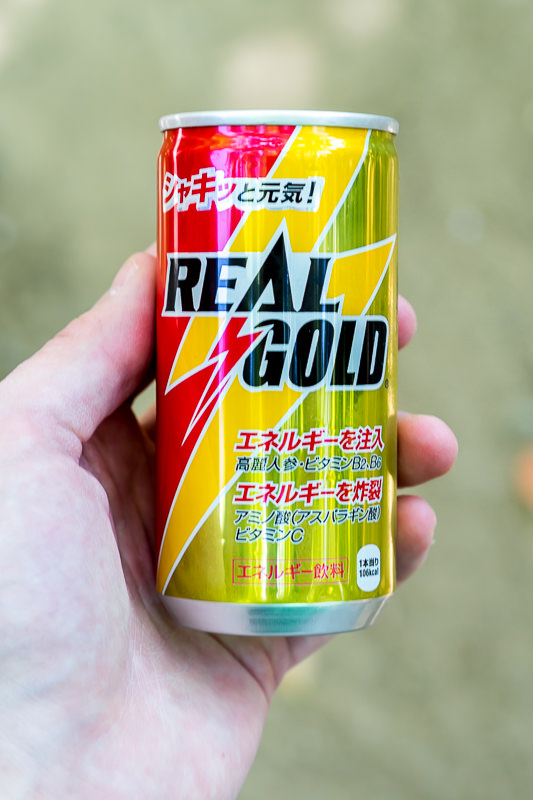 シャキッと元気!
REAL
GOLD
エネルギーを注入
高麗人参・ビタミンB2、B6
エネルギーを炸裂
アミノ酸(アスパラギン酸)
ビタミンC
エネルギー飲料
1本当り
106kcal